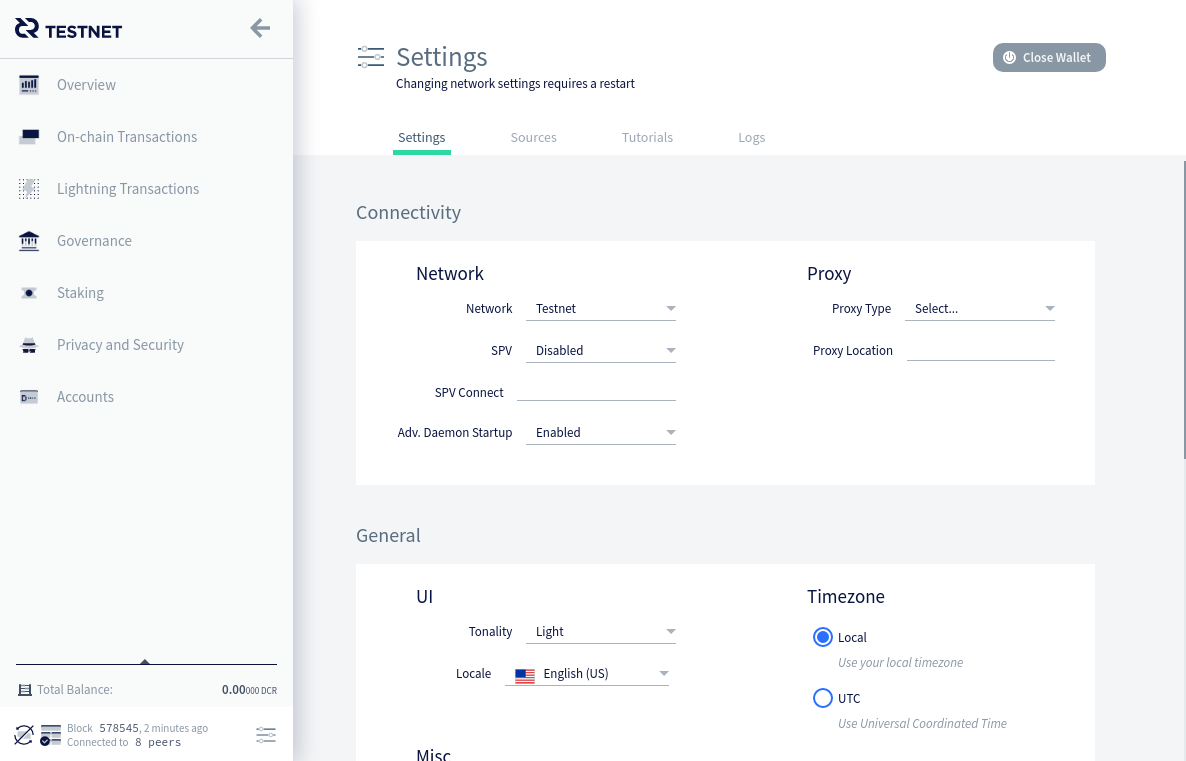 TESTNET
Overview
On-chain Transactions
Lightning Transactions
Governance
Staking
Privacy and Security
Accounts
Total Balance: 0.00000 DCR
Block 578545, 2 minutes ago
Connected to 8 peers
Settings
Changing network settings requires a restart
Close Wallet
Settings Sources Tutorials Logs
Connectivity
Network
Network Testnet
SPV Disabled
SPV Connect
Adv. Daemon Startup Enabled
Proxy
Proxy Type Select...
Proxy Location
General
UI
Tonality Light
Locale English (US)
Timezone
Local
Use your local timezone
UTC
Use Universal Coordinated Time
Misc